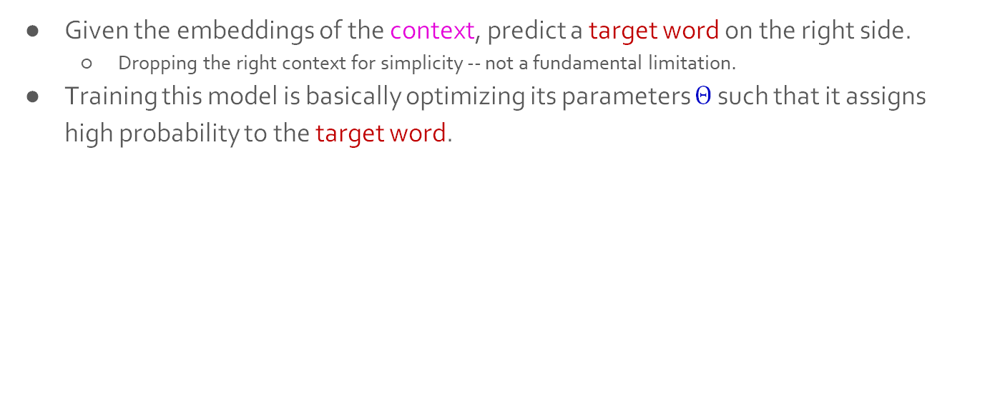 ● Given the embeddings of the context, predict a target word on the right side.
○ Dropping the right context for simplicity -- not a fundamental limitation.
● Training this model is basically optimizing its parameters Θ such that it assigns
high probability to the target word.